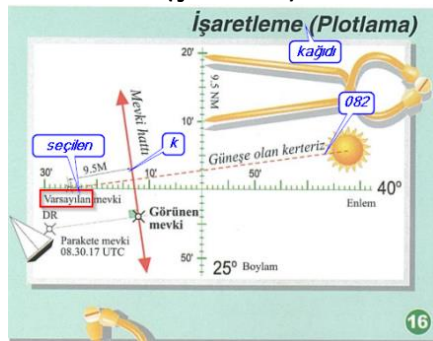 İşaretleme (Plotlama)
kağıdı
20'
9.5 NM
082
Mevki hattı
10'
seçilen
k
Güneşe olan kerteriz
9.5M
30'
10'
50'
40°
Varsayılan mevki
Enlem
DR
Görünen
mevki
Parakete mevki
08.30.17 UTC
50'
25° Boylam
16